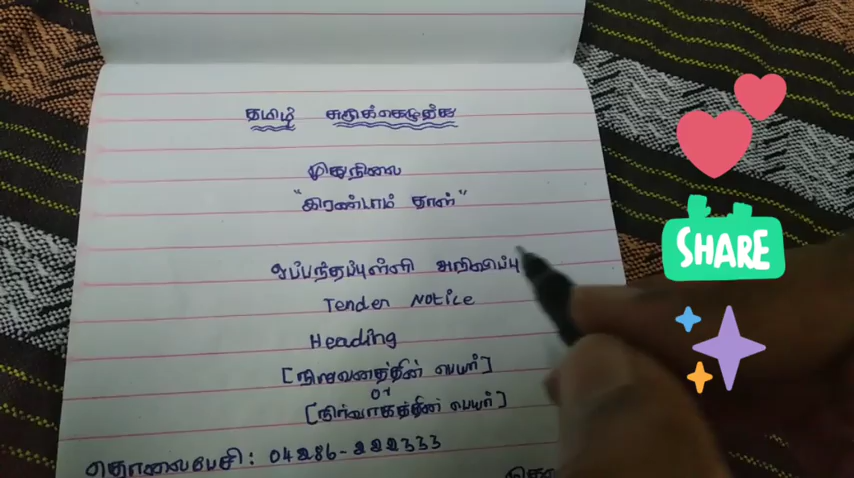 தமிழ் சுருக்கெழுத்து
முதுநிலை
"இரண்டாம் தாள்"
ஒப்பந்தப்புள்ளி அறிவிப்பு
Tender Notice
Heading
[நிறுவனத்தின் பெயர்]
or
[நிர்வாகத்தின் பெயர்]
தொலைபேசி: 04286-222333
SHARE